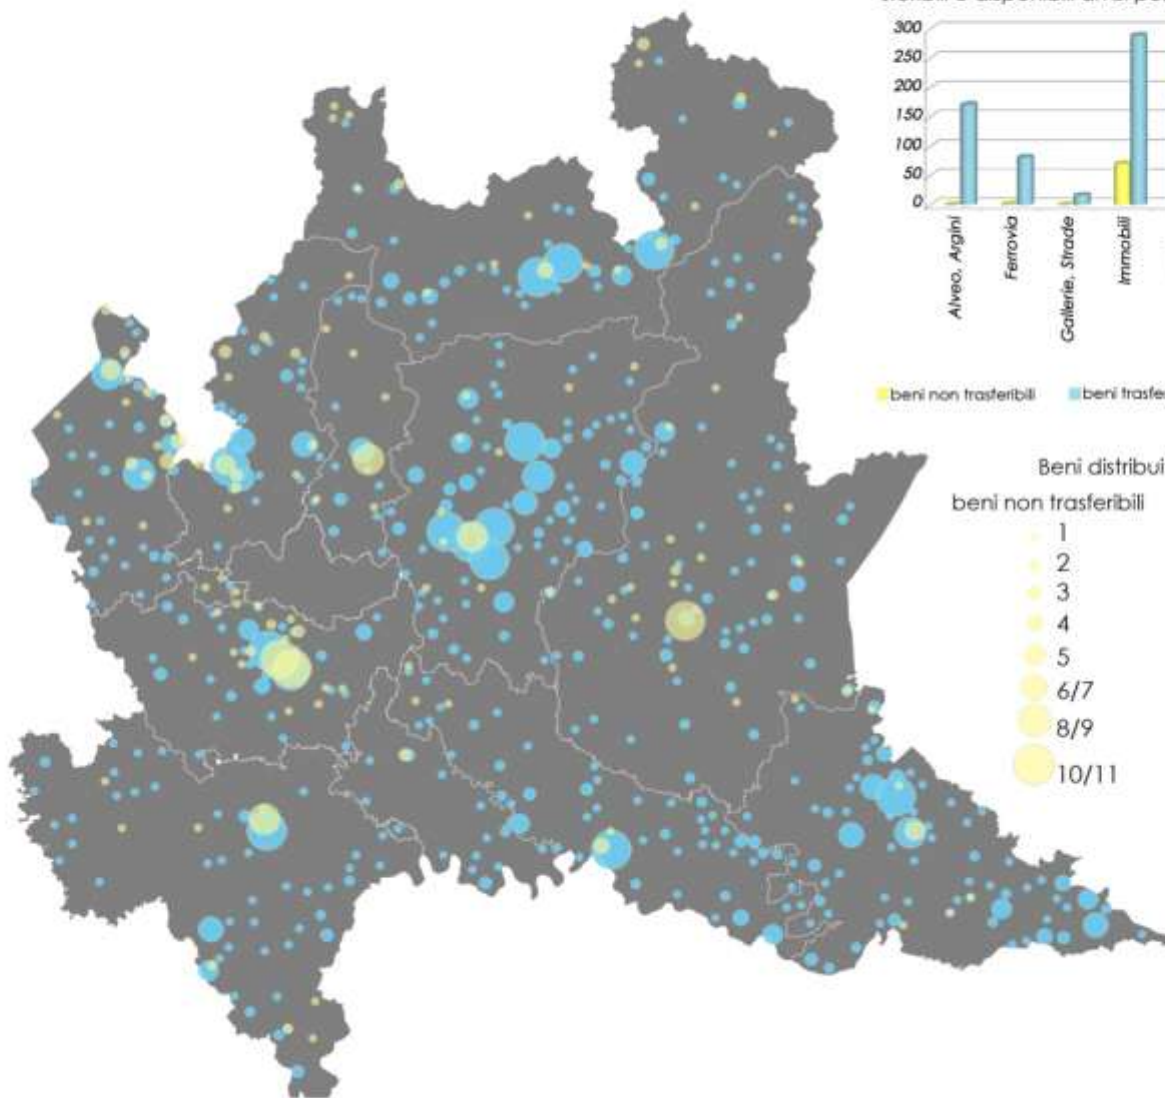 300
250
200
150
100
50
0
Alveo, Argini
Ferrovia
Gallerie, Strade
Immobili
beni non trasferibili
beni trasfe
Beni distribui
beni non trasferibili
1
2
3
4
5
6/7
8/9
10/11